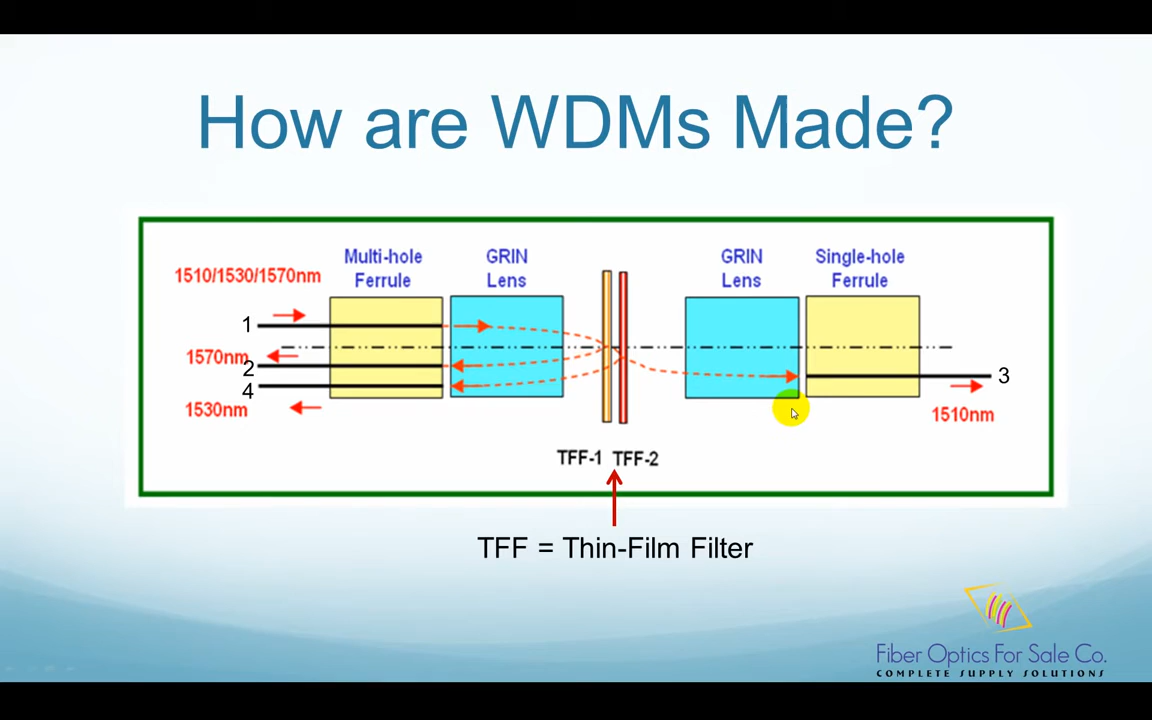 How are WDMs Made?
Multi-hole
Ferrule
GRIN
Lens
GRIN
Lens
Single-hole
Ferrule
1510/1530/1570nm
1
1570nm
2
4
1530nm
3
1510nm
TFF-1
TFF-2
TFF = Thin-Film Filter
Fiber Optics For Sale Co.
COMPLETE SUPPLY SOLUTIONS